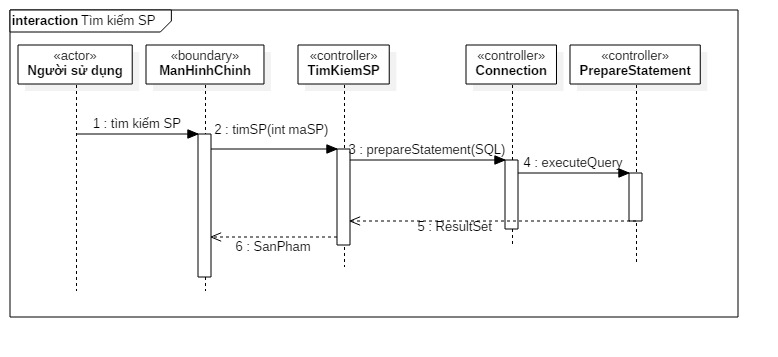 interaction Tìm kiếm SP
«actor»
Người sử dụng
«boundary»
ManHinhChinh
«controller»
TimKiemSP
«controller»
Connection
«controller»
PrepareStatement
1 : tìm kiếm SP
2 : timSP(int maSP)
3 : prepareStatement(SQL)
4 : executeQuery
5 : ResultSet
6 : SanPham